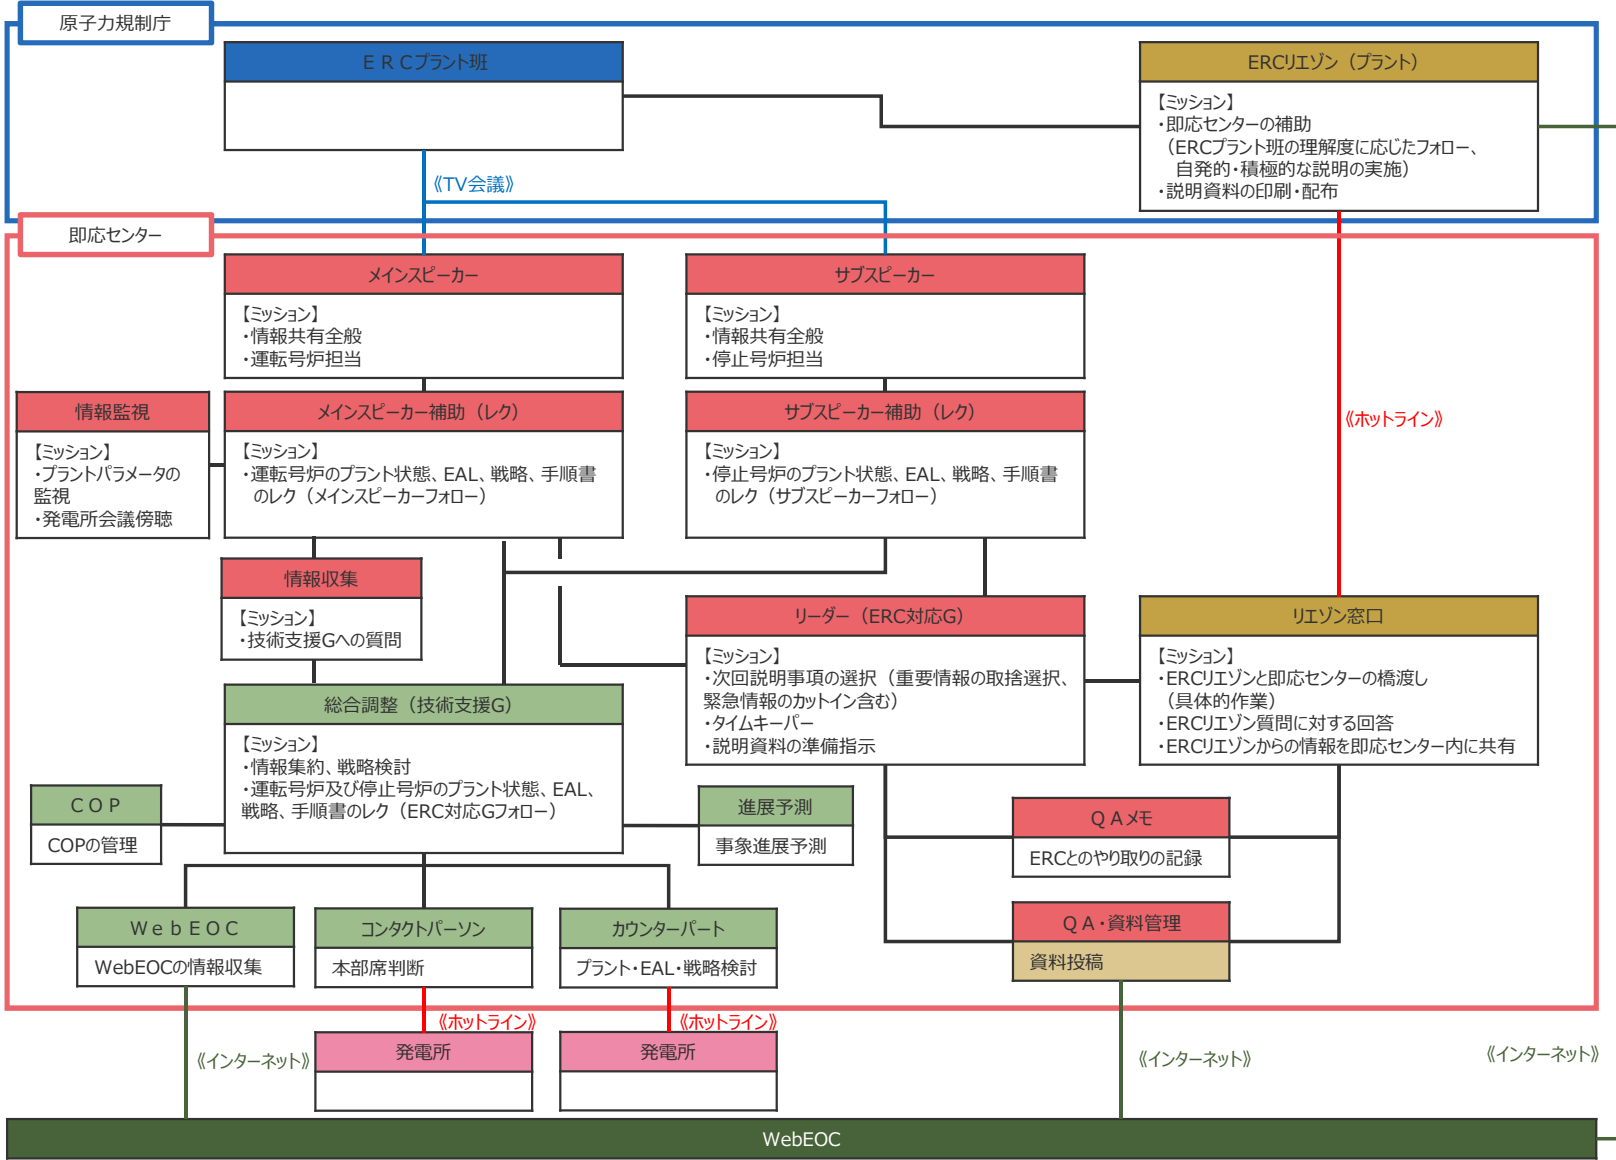 原子力規制庁
ＥＲＣプラント班
ERCリエゾン（プラント）
【ミッション】
・即応センターの補助
（ERCプラント班の理解度に応じたフォロー、
自発的・積極的な説明の実施）
・説明資料の印刷・配布
《TV会議》
即応センター
メインスピーカー
【ミッション】
・情報共有全般
・運転号炉担当
サブスピーカー
【ミッション】
・情報共有全般
・停止号炉担当
情報監視
【ミッション】
・プラントパラメータの
監視
・発電所会議傍聴
メインスピーカー補助（レク）
【ミッション】
・運転号炉のプラント状態、EAL、戦略、手順書
のレク（メインスピーカーフォロー）
サブスピーカー補助（レク）
【ミッション】
・停止号炉のプラント状態、EAL、戦略、手順書
のレク（サブスピーカーフォロー）
《ホットライン》
情報収集
【ミッション】
・技術支援Gへの質問
リーダー（ERC対応G）
【ミッション】
・次回説明事項の選択（重要情報の取捨選択、
緊急情報のカットイン含む）
・タイムキーパー
・説明資料の準備指示
リエゾン窓口
【ミッション】
・ERCリエゾンと即応センターの橋渡し
（具体的作業）
・ERCリエゾン質問に対する回答
・ERCリエゾンからの情報を即応センター内に共有
総合調整（技術支援G）
【ミッション】
・情報集約、戦略検討
・運転号炉及び停止号炉のプラント状態、EAL、
戦略、手順書のレク（ERC対応Gフォロー）
ＣＯＰ
COPの管理
進展予測
事象進展予測
ＱＡメモ
ERCとのやり取りの記録
ＷｅｂＥＯＣ
WebEOCの情報収集
コンタクトパーソン
本部席判断
カウンターパート
プラント・EAL・戦略検討
ＱＡ・資料管理
資料投稿
《ホットライン》
《ホットライン》
発電所
発電所
《インターネット》
《インターネット》
《インターネット》
WebEOC